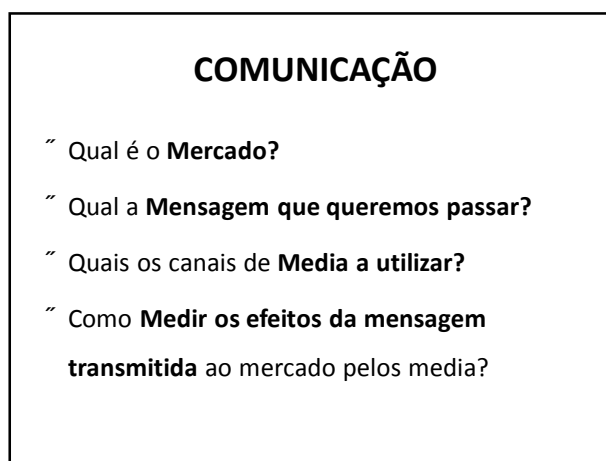 COMUNICAÇÃO
˝ Qual é o Mercado?
˝ Qual a Mensagem que queremos passar?
˝ Quais os canais de Media a utilizar?
˝ Como Medir os efeitos da mensagem
transmitida ao mercado pelos media?